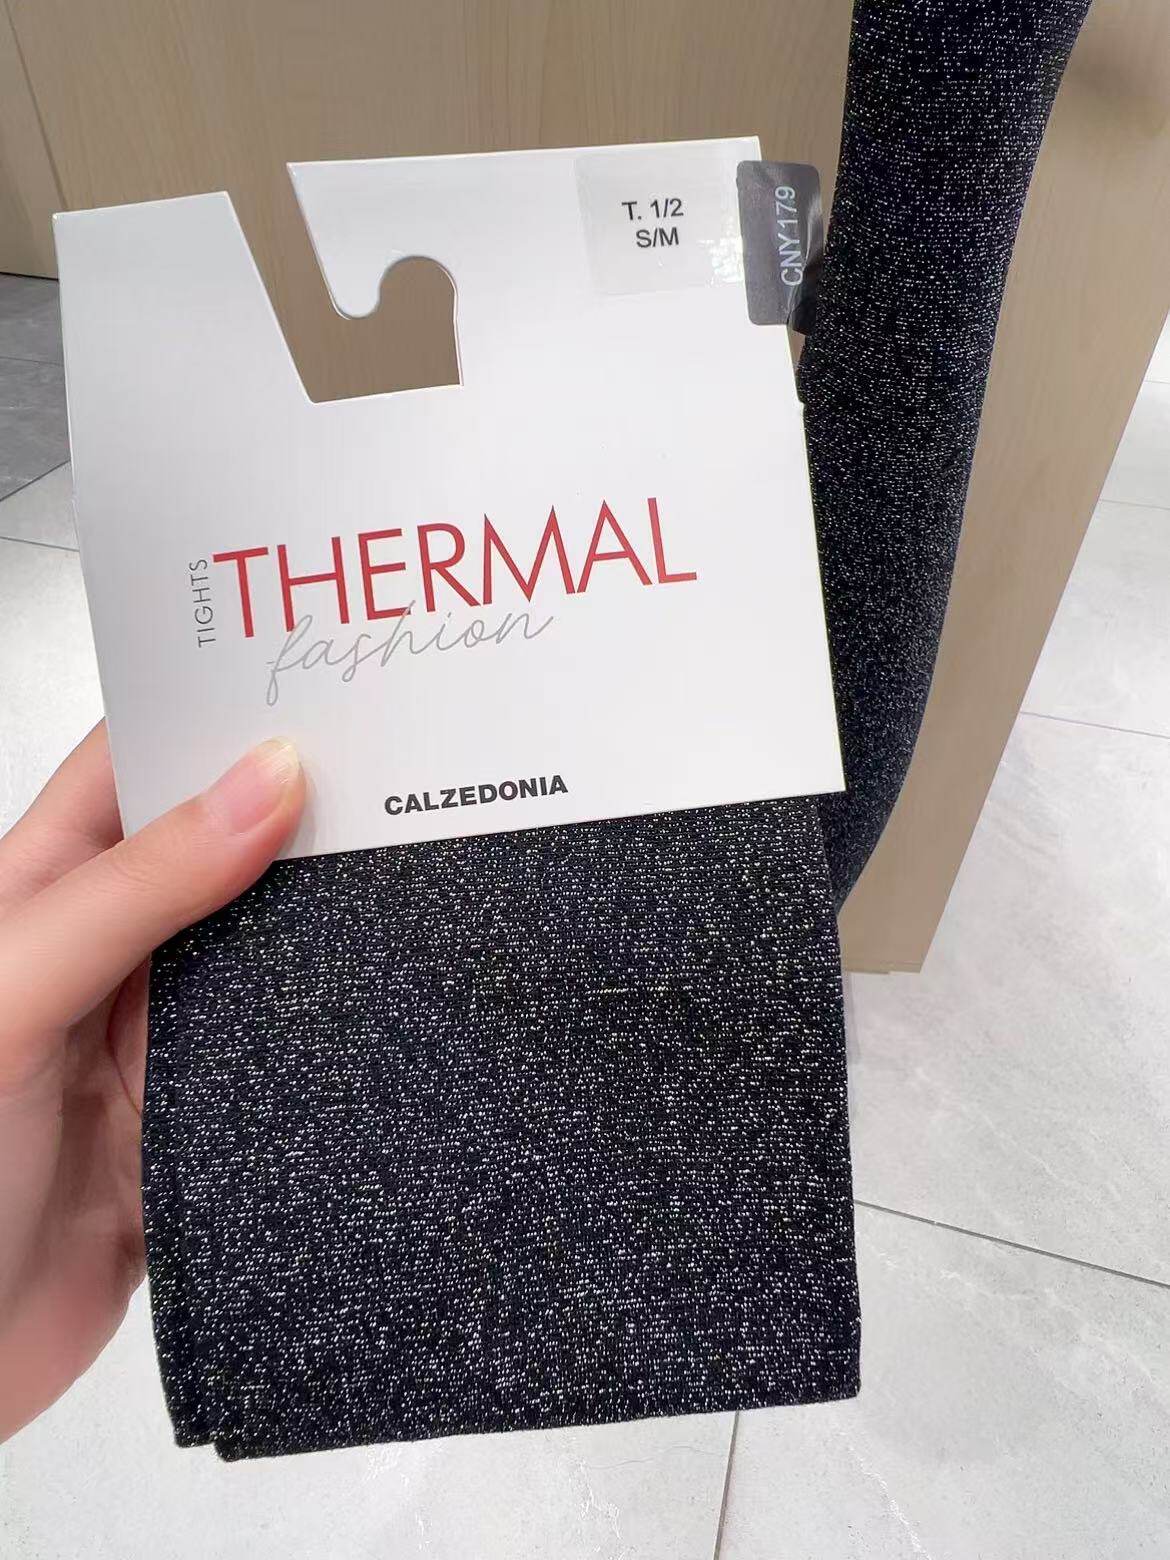 T. 1/2
S/M
CNY179
TIGHTS
THERMAL
fashion
CALZEDONIA